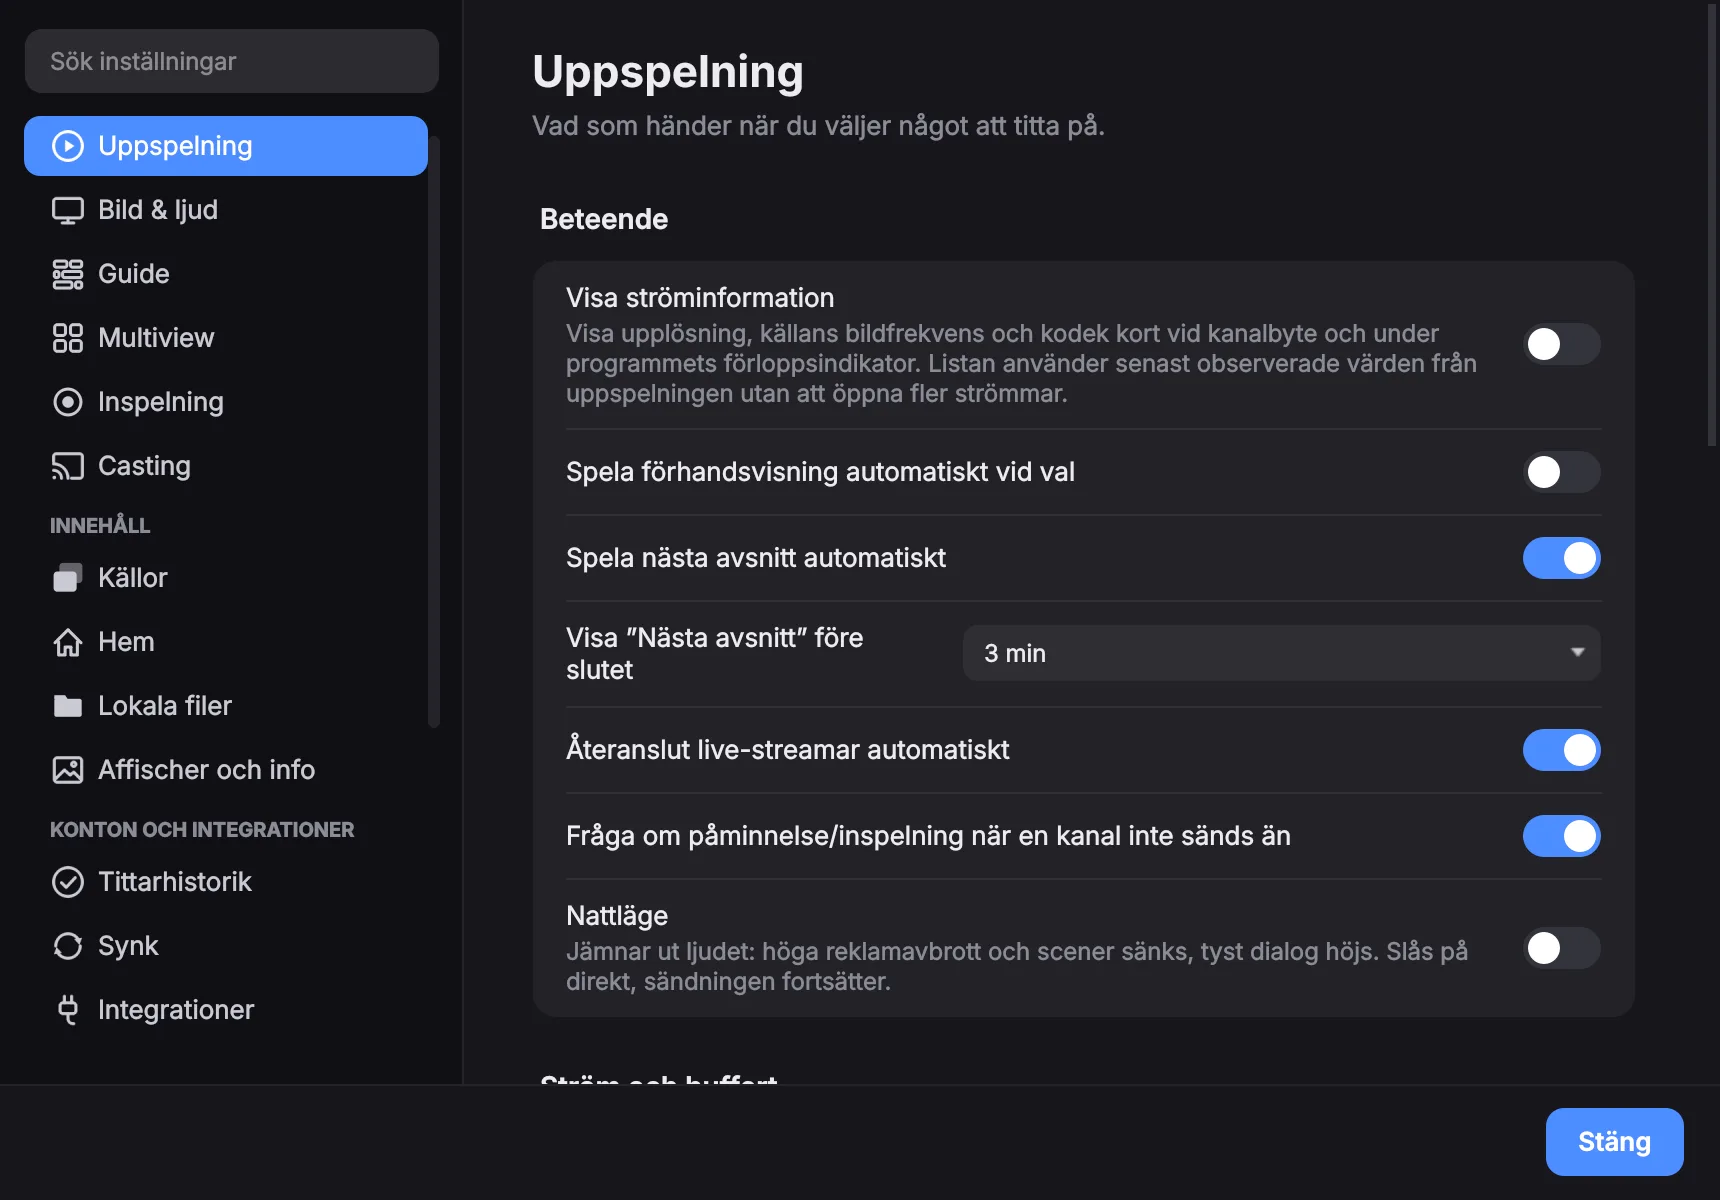 Sök inställningar
Uppspelning
Bild & ljud
Guide
Multiview
Inspelning
Casting
INNEHÅLL
Källor
Hem
Lokala filer
Affischer och info
KONTON OCH INTEGRATIONER
Tittarhistorik
Synk
Integrationer
Uppspelning
Vad som händer när du väljer något att titta på.
Beteende
Visa ströminformation
Visa upplösning, källans bildfrekvens och kodek kort vid kanalbyte och under
programmets förloppsindikator. Listan använder senast observerade värden från
uppspelningen utan att öppna fler strömmar.
Spela förhandsvisning automatiskt vid val
Spela nästa avsnitt automatiskt
Visa ”Nästa avsnitt” före
slutet
3 min
Återanslut live-streamar automatiskt
Fråga om påminnelse/inspelning när en kanal inte sänds än
Nattläge
Jämnar ut ljudet: höga reklamavbrott och scener sänks, tyst dialog höjs. Slås på
direkt, sändningen fortsätter.
Ström och buffert
Stäng